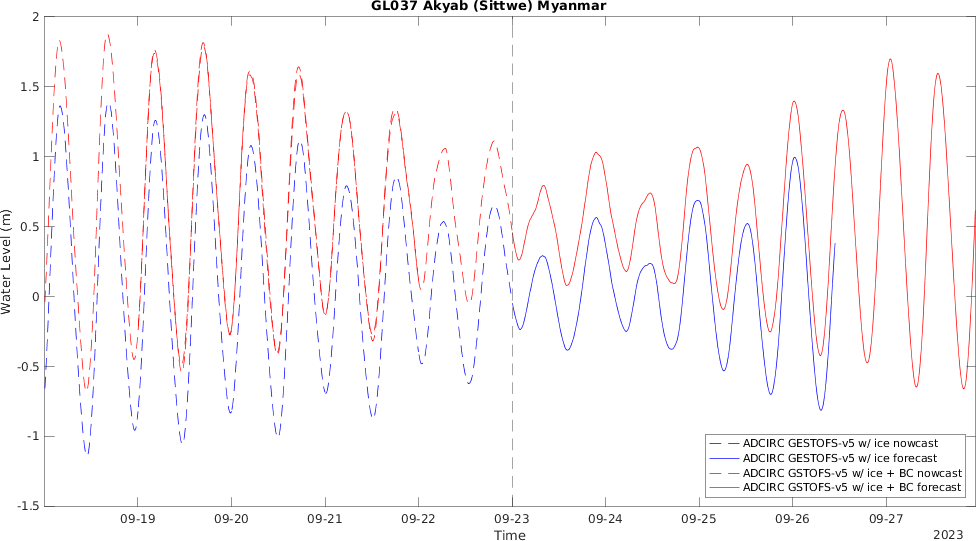 GL037 Akyab (Sittwe) Myanmar
2
1.5
1
0.5
0
-0.5
-1
-1.5
Water Level (m)
ADCIRC GESTOFS-v5 w/ ice nowcast
ADCIRC GESTOFS-v5 w/ ice forecast
ADCIRC GSTOFS-v5 w/ ice + BC nowcast
ADCIRC GSTOFS-v5 w/ ice + BC forecast
09-19 09-20 09-21 09-22 09-23 09-24 09-25 09-26 09-27
Time
2023